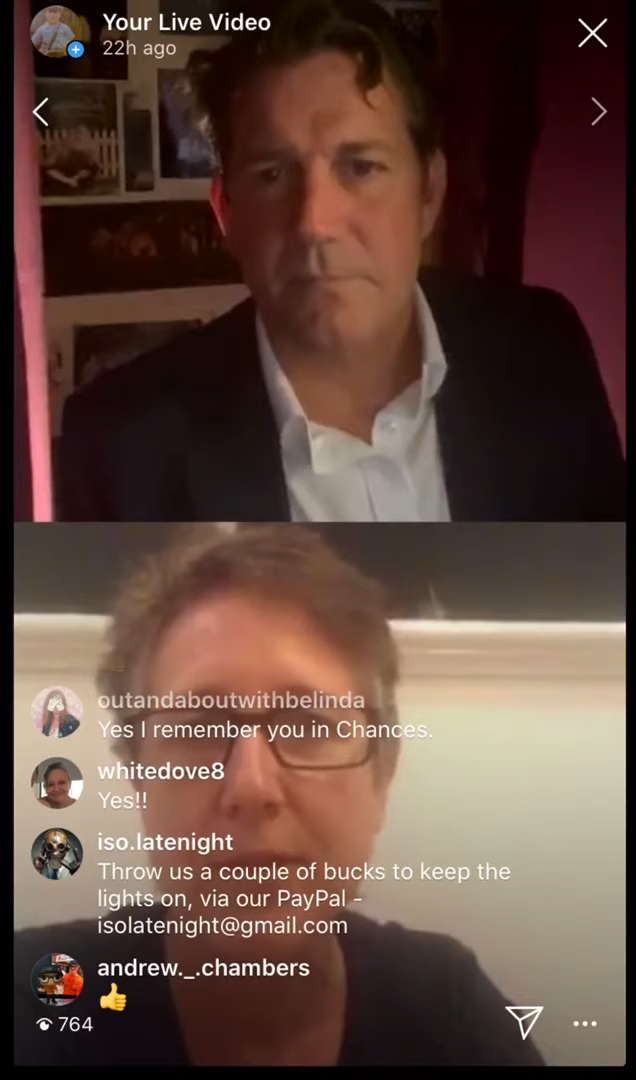 Your Live Video
22h ago
outandaboutwithbelinda
Yes I remember you in Chances.
whitedove8
Yes!!
iso.latenight
Throw us a couple of bucks to keep the
lights on, via our PayPal -
isolatenight@gmail.com
andrew._.chambers
👍
764